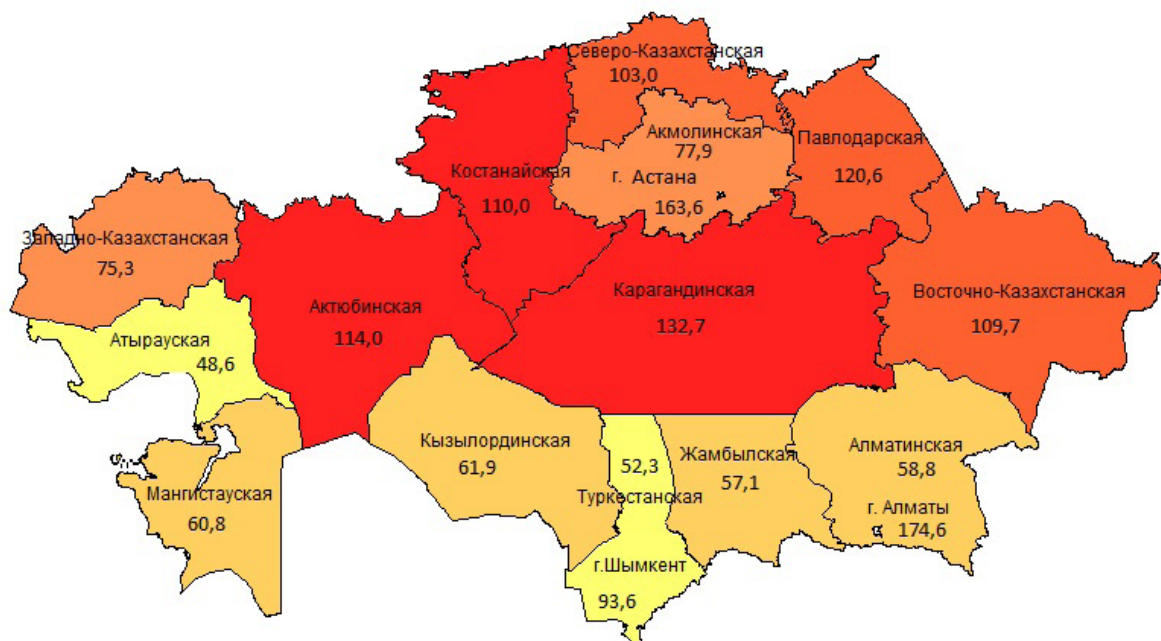 Северо-Казахстанская
103,0
Акмолинская
77,9
г. Астана
163,6
Павлодарская
120,6
Костанайская
110,0
Западно-Казахстанская
75,3
Актюбинская
114,0
Карагандинская
132,7
Восточно-Казахстанская
109,7
Атырауская
48,6
Кызылординская
61,9
52,3
Туркестанская
Жамбылская
57,1
Алматинская
58,8
г. Алматы
174,6
Мангистауская
60,8
г.Шымкент
93,6